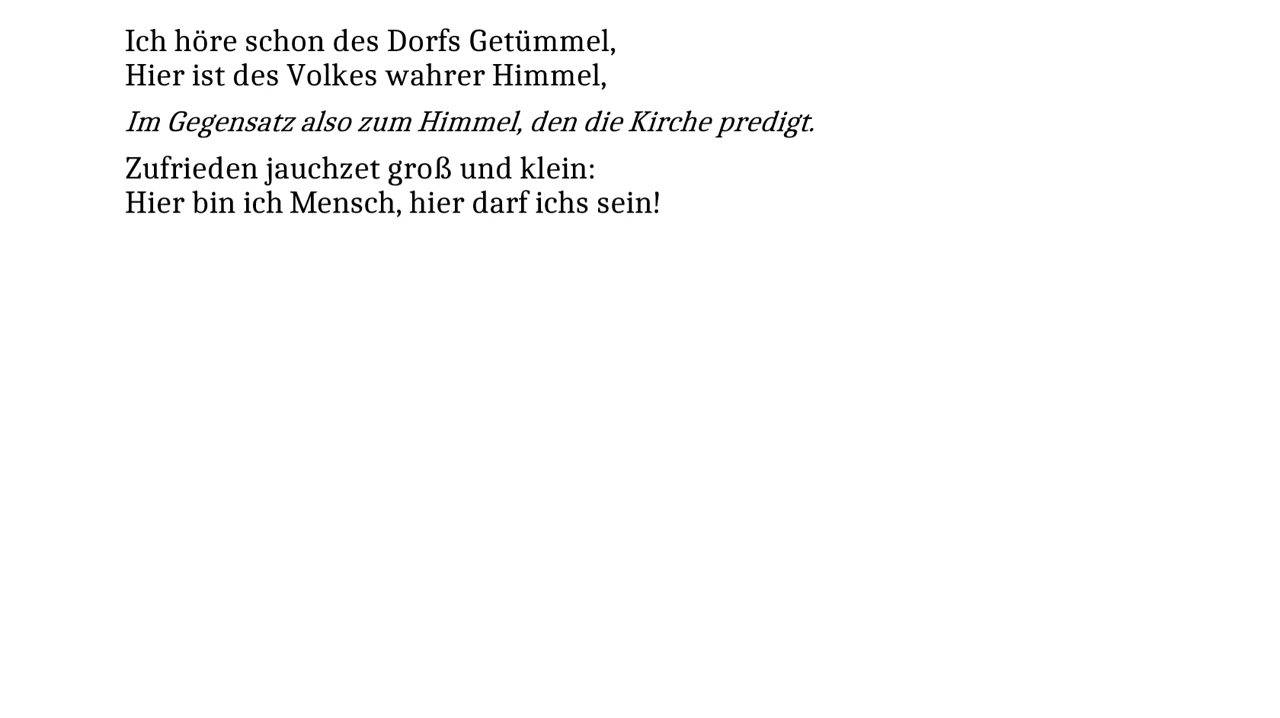 Ich höre schon des Dorfs Getümmel,
Hier ist des Volkes wahrer Himmel,
Im Gegensatz also zum Himmel, den die Kirche predigt.
Zufrieden jauchzet groß und klein:
Hier bin ich Mensch, hier darf ichs sein!